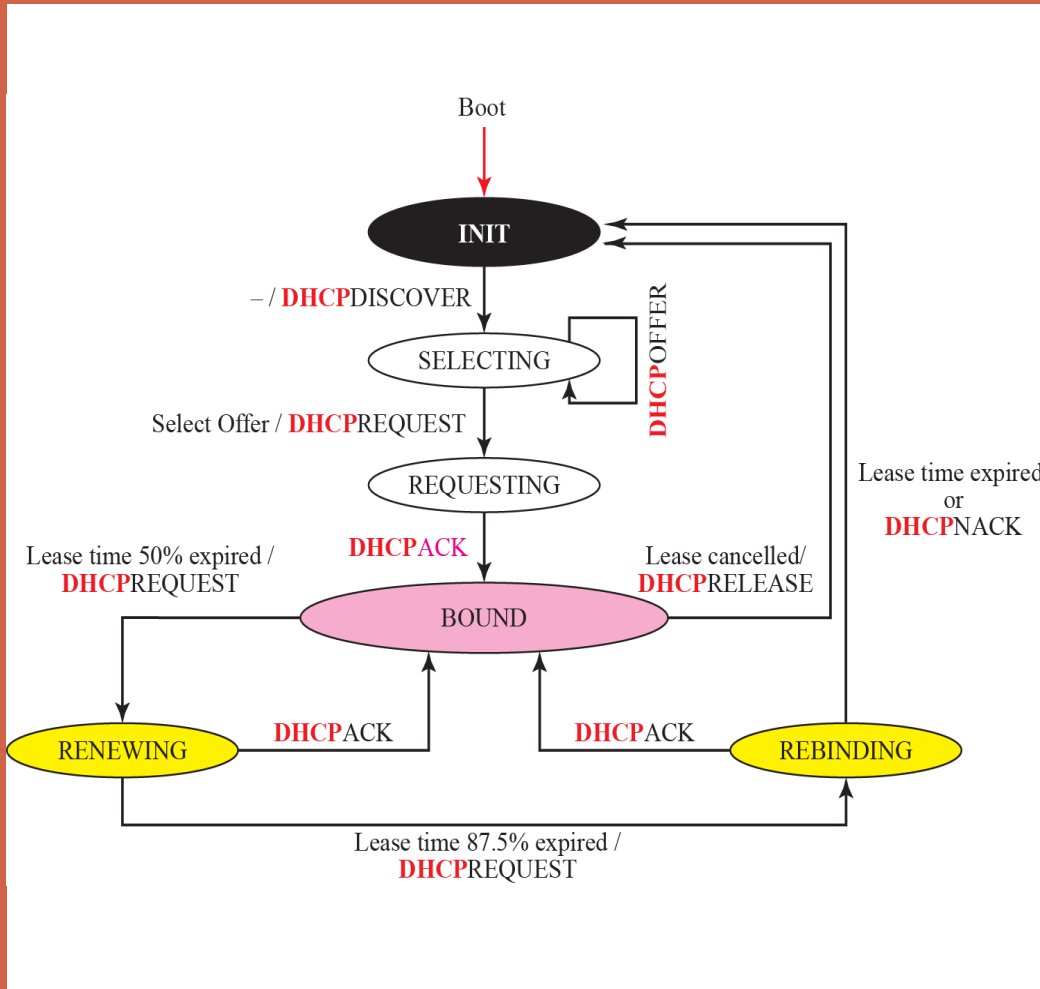 Boot
INIT
– / DHCPDISCOVER
DHCPOFFER
SELECTING
Select Offer / DHCPREQUEST
REQUESTING
Lease time expired
or
DHCPNACK
DHCPACK
Lease time 50% expired /
DHCPREQUEST
Lease cancelled/
DHCPRELEASE
BOUND
DHCPACK
DHCPACK
RENEWING
REBINDING
Lease time 87.5% expired /
DHCPREQUEST